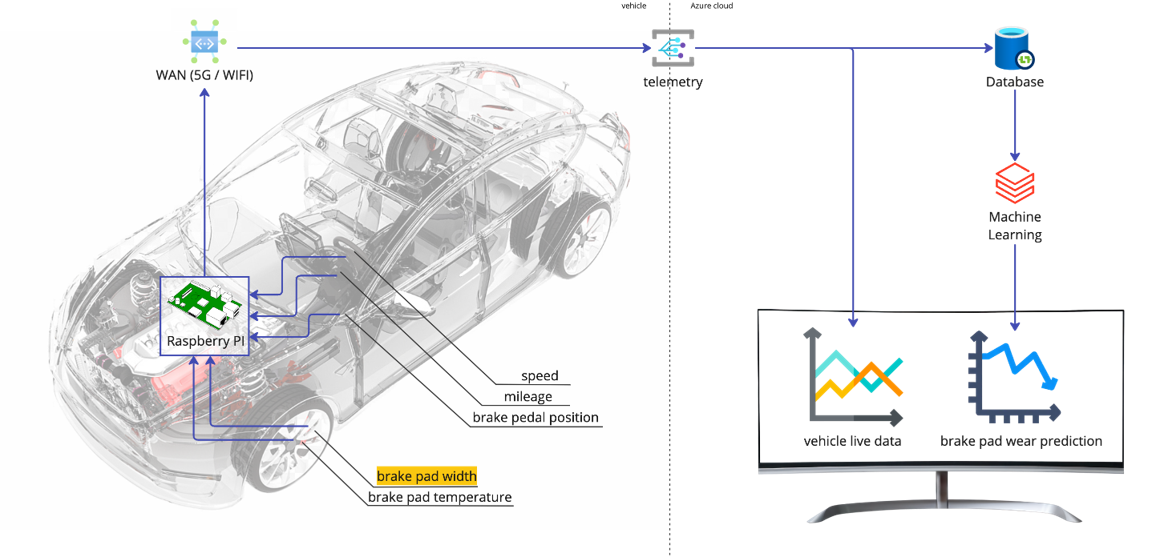 vehicle
Azure cloud
WAN (5G / WIFI)
telemetry
Database
Machine
Learning
Raspberry PI
speed
mileage
brake pedal position
vehicle live data
brake pad wear prediction
brake pad width
brake pad temperature